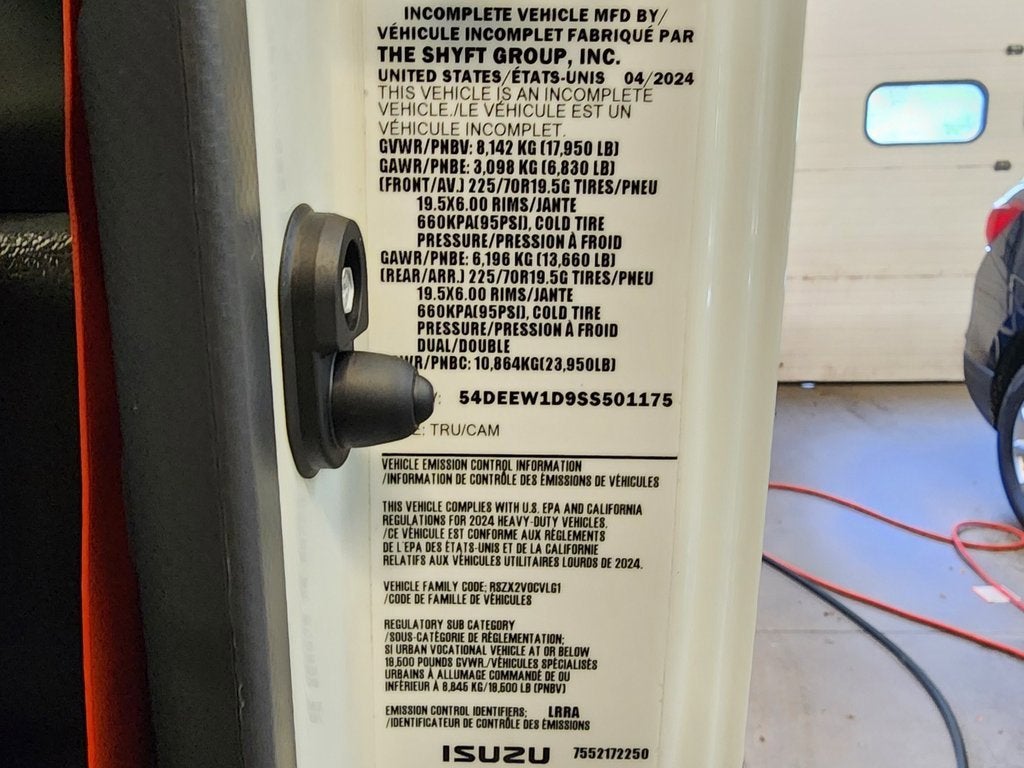 INCOMPLETE VEHICLE MFD BY/
VÉHICULE INCOMPLET FABRIQUÉ PAR
THE SHYFT GROUP, INC.
UNITED STATES/ÉTATS-UNIS 04/2024
THIS VEHICLE IS AN INCOMPLETE
VEHICLE./LE VÉHICULE EST UN
VÉHICULE INCOMPLET.
GVWR/PNBV: 8,142 KG (17,950 LB)
GAWR/PNBE: 3,098 KG (6,830 LB)
(FRONT/AV.) 225/70R19.5G TIRES/PNEU
19.5X6.00 RIMS/JANTE
660KPA(95PSI), COLD TIRE
PRESSURE/PRESSION À FROID
GAWR/PNBE: 6,196 KG (13,660 LB)
(REAR/ARR.) 225/70R19.5G TIRES/PNEU
19.5X6.00 RIMS/JANTE
660KPA(95PSI), COLD TIRE
PRESSURE/PRESSION À FROID
DUAL/DOUBLE
WR/PNBC: 10,864KG(23,950LB)
: 54DEEW1D9SS501175
: TRU/CAM
VEHICLE EMISSION CONTROL INFORMATION
/INFORMATION DE CONTRÔLE DES ÉMISSIONS DE VÉHICULES
THIS VEHICLE COMPLIES WITH U.S. EPA AND CALIFORNIA
REGULATIONS FOR 2024 HEAVY-DUTY VEHICLES.
/CE VÉHICULE EST CONFORME AUX RÈGLEMENTS
DE L'EPA DES ÉTATS-UNIS ET DE LA CALIFORNIE
RELATIFS AUX VÉHICULES UTILITAIRES LOURDS DE 2024.
VEHICLE FAMILY CODE; RSZX2VOCVLG1
/CODE DE FAMILLE DE VÉHICULES
REGULATORY SUB CATEGORY
/SOUS-CATÉGORIE DE RÉGLEMENTATION;
SI URBAN VOCATIONAL VEHICLE AT OR BELOW
19,500 POUNDS GVWR./VÉHICULES SPÉCIALISÉS
URBAINS À ALLUMAGE COMMANDÉ DE OU
INFÉRIEUR À 8,845 KG/19,500 LB (PNBV)
EMISSION CONTROL IDENTIFIERS; LRRA
/IDENTIFICATEUR DE CONTRÔLE DES ÉMISSIONS
ISUZU 7552172250